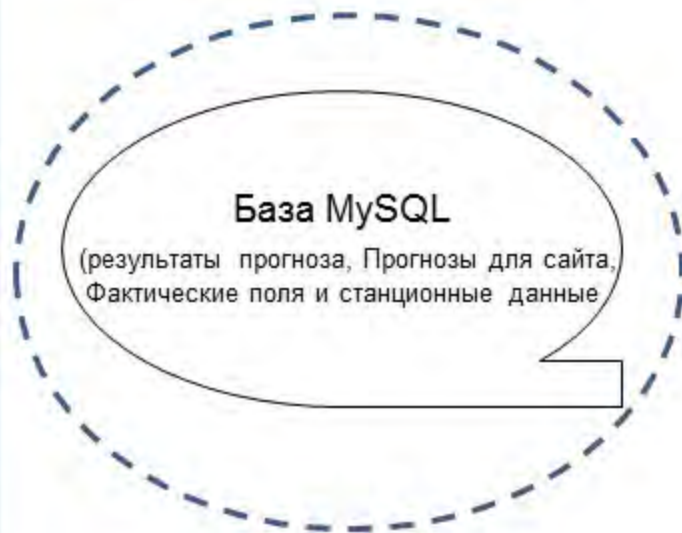 База MySQL
(результаты прогноза, Прогнозы для сайта,
Фактические поля и станционные данные